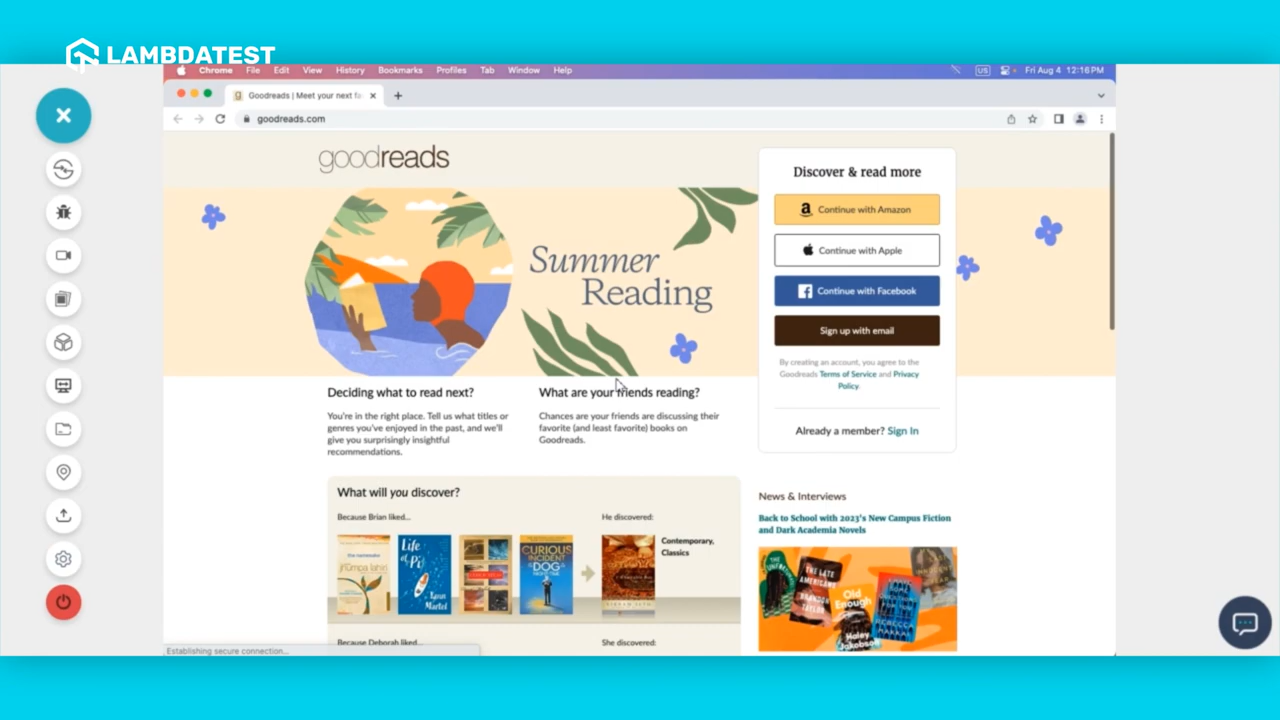 LAMBDATEST
Chrome File Edit View History Bookmarks Profiles Tab Window Help
US
Fri Aug 4 12:16 PM
Goodreads | Meet your next fa
goodreads.com
goodreads
Summer
Reading
Discover & read more
Continue with Amazon
Continue with Apple
Continue with Facebook
Sign up with email
By creating an account, you agree to the
Goodreads Terms of Service and Privacy
Policy.
Already a member? Sign In
Deciding what to read next?
You're in the right place. Tell us what titles or
genres you've enjoyed in the past, and we'll
give you surprisingly insightful
recommendations.
What are your friends reading?
Chances are your friends are discussing their
favorite (and least favorite) books on
Goodreads.
What will you discover?
Because Brian liked...
He discovered:
the namesake
jhumpa lahiri
Life
of Pi
Yann
Martel
CURIOUS
INCIDENT
DOG
NIGHT-TIME
Contemporary,
Classics
Because Deborah liked...
She discovered:
News & Interviews
Back to School with 2023's New Campus Fiction
and Dark Academia Novels
THE LATE
AMERICANS
BRANDON
TAYLOR
Old
Enough
Haley
Jakobson
REBECCA
MAKKAI
Establishing secure connection...